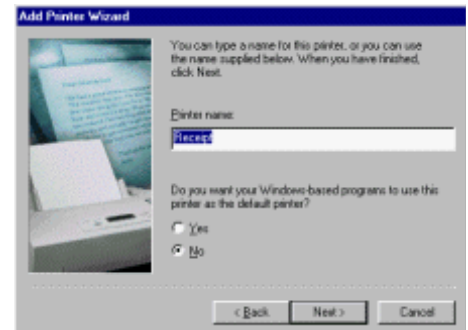 Add Printer Wizard
You can type a name for this printer, or you can use
the name supplied below. When you have finished,
click Next.
Printer name:
Receipt
Do you want your Windows-based programs to use this
printer as the default printer?
Yes
No
< Back
Next >
Cancel